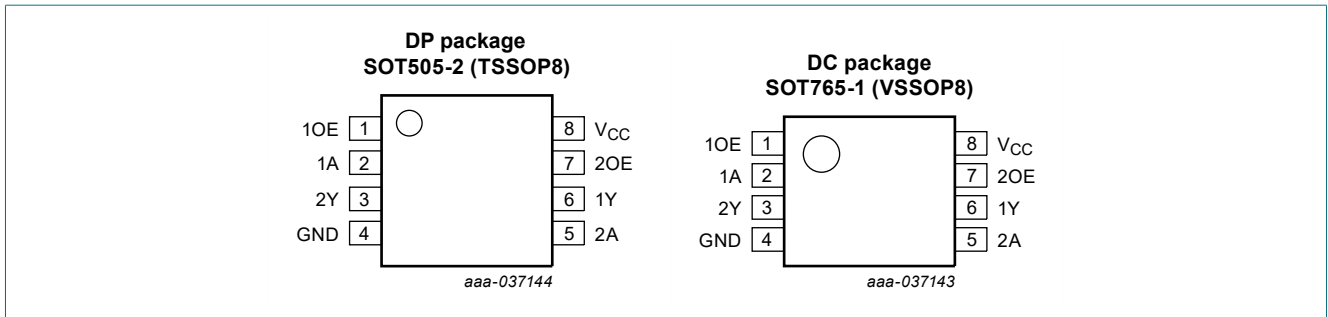 DP package
SOT505-2 (TSSOP8)
1OE 1 8 VCC
1A 2 7 2OE
2Y 3 6 1Y
GND 4 5 2A
aaa-037144
DC package
SOT765-1 (VSSOP8)
1OE 1 8 VCC
1A 2 7 2OE
2Y 3 6 1Y
GND 4 5 2A
aaa-037143